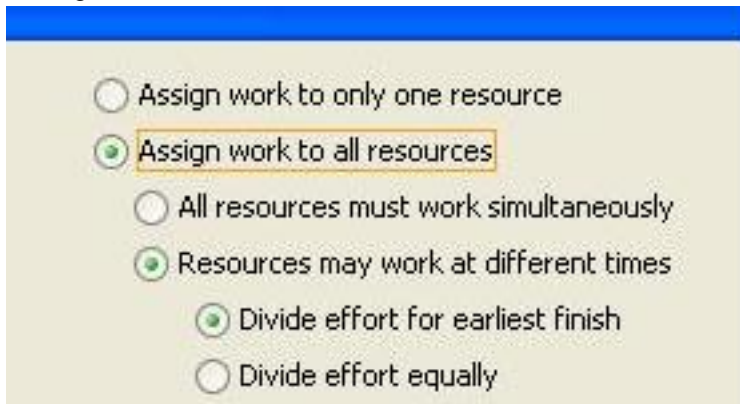 Assign work to only one resource
Assign work to all resources
All resources must work simultaneously
Resources may work at different times
Divide effort for earliest finish
Divide effort equally